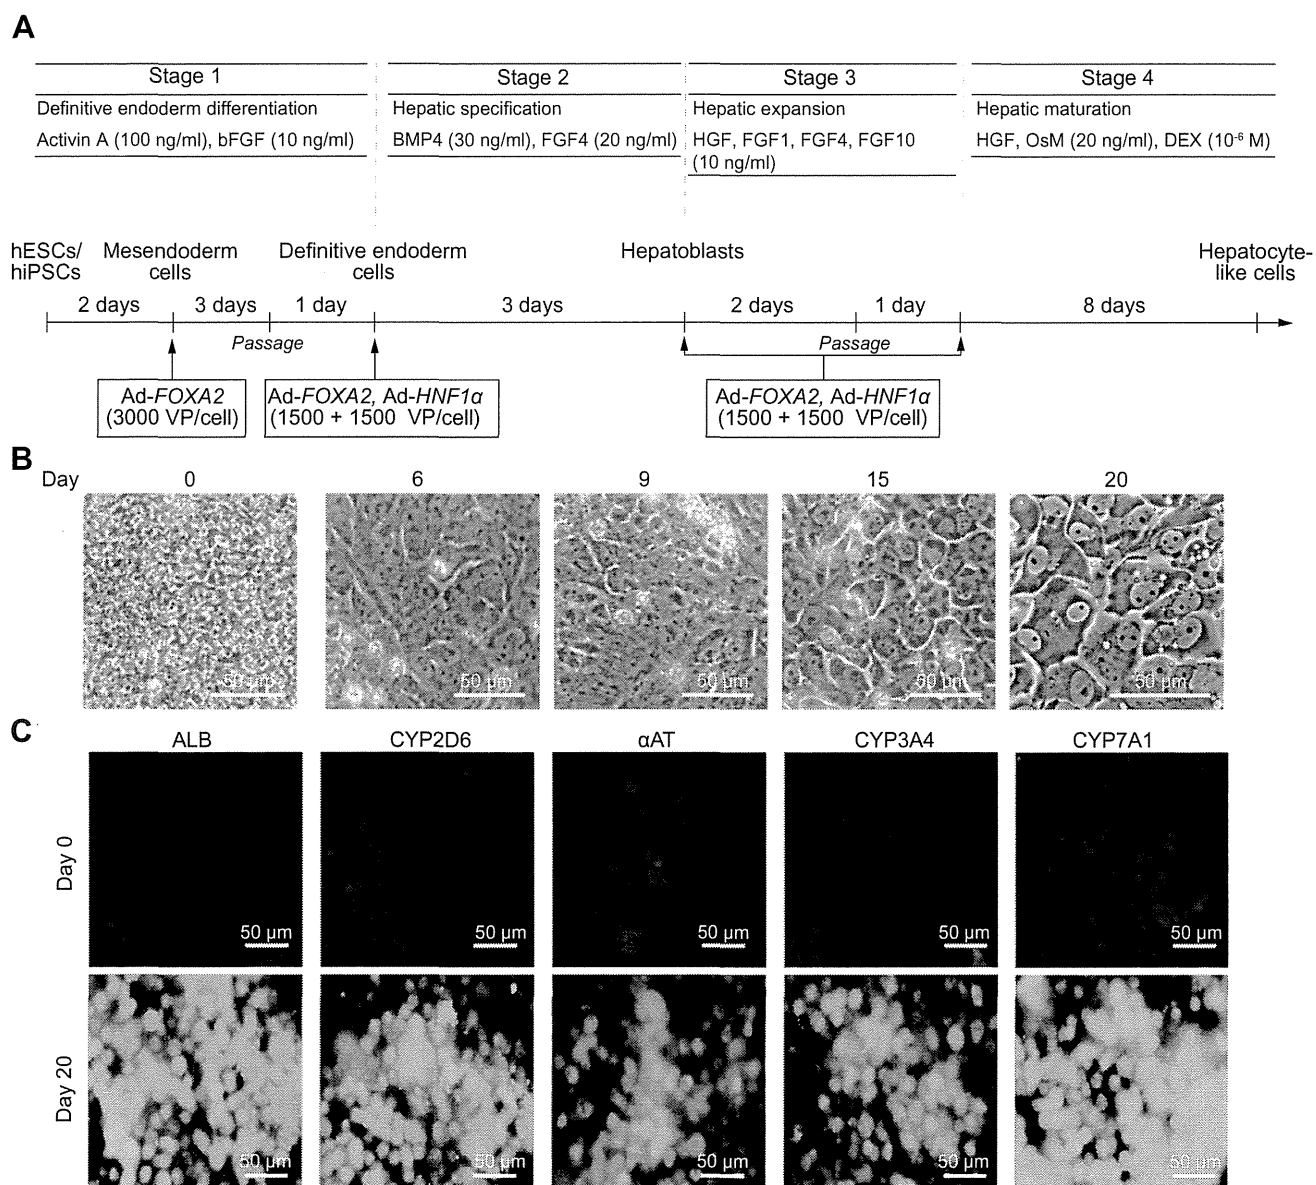 A
Stage 1
Definitive endoderm differentiation
Activin A (100 ng/ml), bFGF (10 ng/ml)
Stage 2
Hepatic specification
BMP4 (30 ng/ml), FGF4 (20 ng/ml)
Stage 3
Hepatic expansion
HGF, FGF1, FGF4, FGF10
(10 ng/ml)
Stage 4
Hepatic maturation
HGF, OsM (20 ng/ml), DEX (10⁻⁶ M)
hESCs/
hiPSCs
Mesendoderm
cells
Definitive endoderm
cells
Hepatoblasts
Hepatocyte-
like cells
2 days 3 days 1 day 3 days 2 days 1 day 8 days
Passage Passage
Ad-FOXA2
(3000 VP/cell)
Ad-FOXA2, Ad-HNF1α
(1500 + 1500 VP/cell)
Ad-FOXA2, Ad-HNF1α
(1500 + 1500 VP/cell)
B
Day 0 6 9 15 20
50 µm 50 µm 50 µm 50 µm 50 µm
C
ALB CYP2D6 αAT CYP3A4 CYP7A1
Day 0
50 µm 50 µm 50 µm 50 µm 50 µm
Day 20
50 µm 50 µm 50 µm 50 µm 50 µm